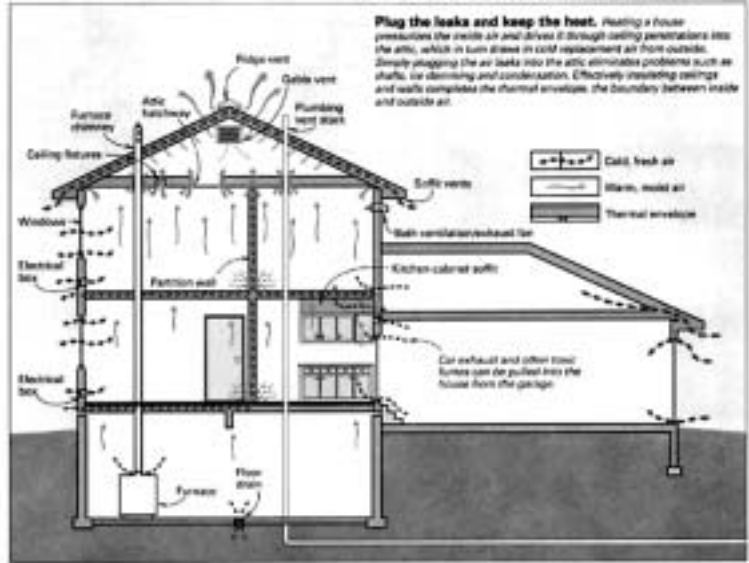 Plug the leaks and keep the heat. Heating a house
pressurizes the inside air and drives it through ceiling penetrations into
the attic, which in turn draws in cold replacement air from outside.
Simply plugging the air leaks into the attic eliminates problems such as
drafts, ice damming and condensation. Effectively insulating ceilings
and walls completes the thermal envelope, the boundary between inside
and outside air.
Ridge vent
Gable vent
Attic
hatchway
Plumbing
vent stack
Furnace
chimney
Ceiling fixtures
Soffit vents
Cold, fresh air
Warm, moist air
Thermal envelope
Windows
Bath ventilation/exhaust fan
Electrical
box
Partition wall
Kitchen-cabinet soffit
Car exhaust and other toxic
fumes can be pulled into the
house from the garage.
Electrical
box
Floor
drain
Furnace